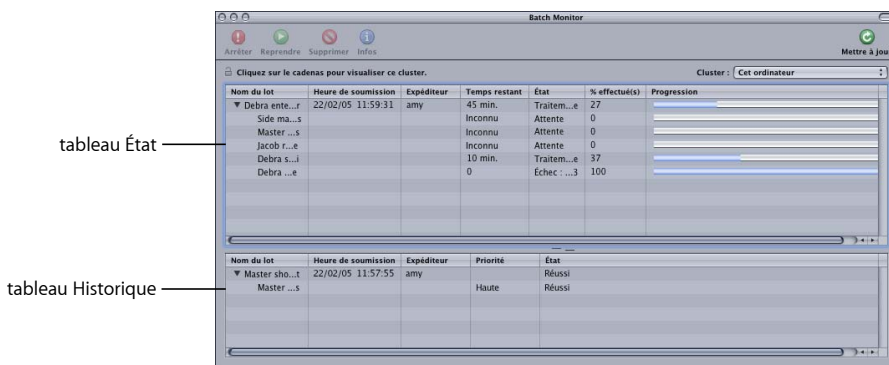 Batch Monitor
Arrêter Reprendre Supprimer Infos Mettre à jou
Cliquez sur le cadenas pour visualiser ce cluster. Cluster : Cet ordinateur
Nom du lot Heure de soumission Expéditeur Temps restant État % effectué(s) Progression
Debra ente...r 22/02/05 11:59:31 amy 45 min. Traitem...e 27
Side ma...s Inconnu Attente 0
Master ...s Inconnu Attente 0
tableau État
Jacob r...e Inconnu Attente 0
Debra s...i 10 min. Traitem...e 37
Debra ...e 0 Échec : ...3 100
Nom du lot Heure de soumission Expéditeur Priorité État
Master sho...t 22/02/05 11:57:55 amy Réussi
tableau Historique
Master ...s Haute Réussi